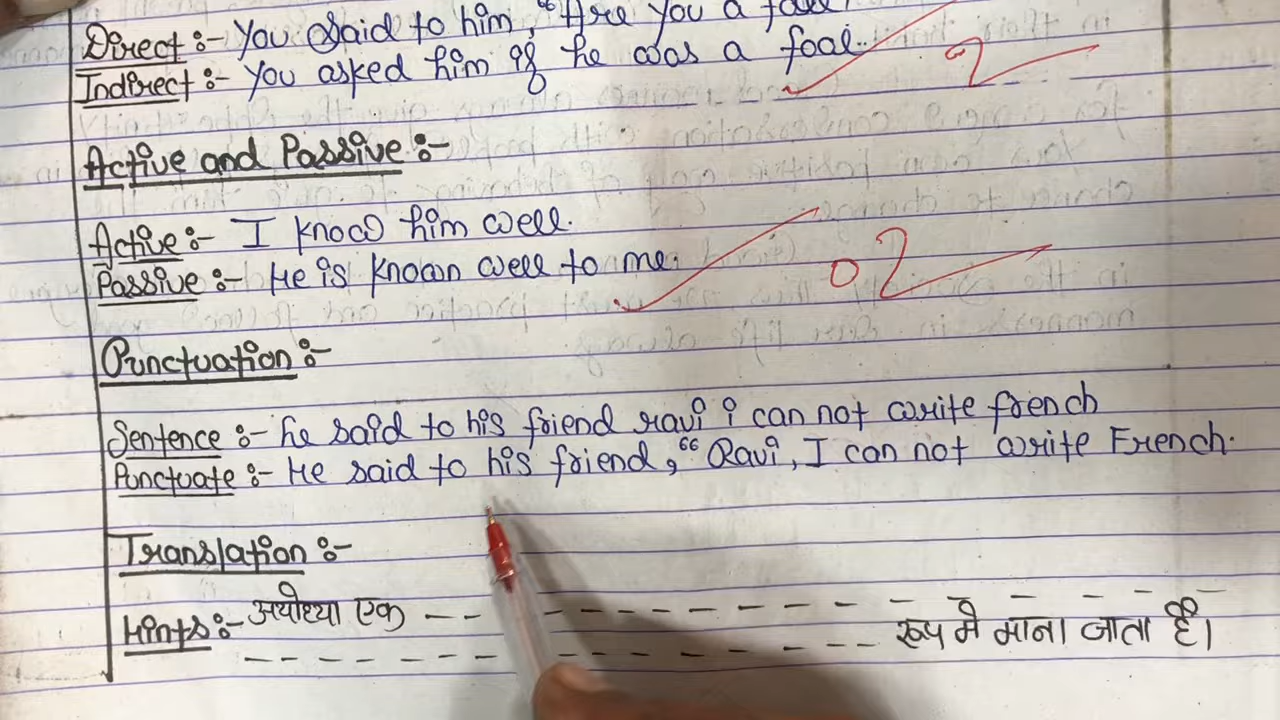 Direct :- You said to him, "Are you a
Indirect :- You asked him if he was a foal.
02
Active and Passive :-
Active :- I know him well.
Passive :- He is known well to me.
02
Punctuation :-
Sentence :- he said to his friend ravi i can not write french
Punctuate :- He said to his friend, "Ravi, I can not write French.
Translation :-
Hints :- अयोध्या एक - - - - - - - - - -
- - - - - - - - - - रूप में माना जाता है।